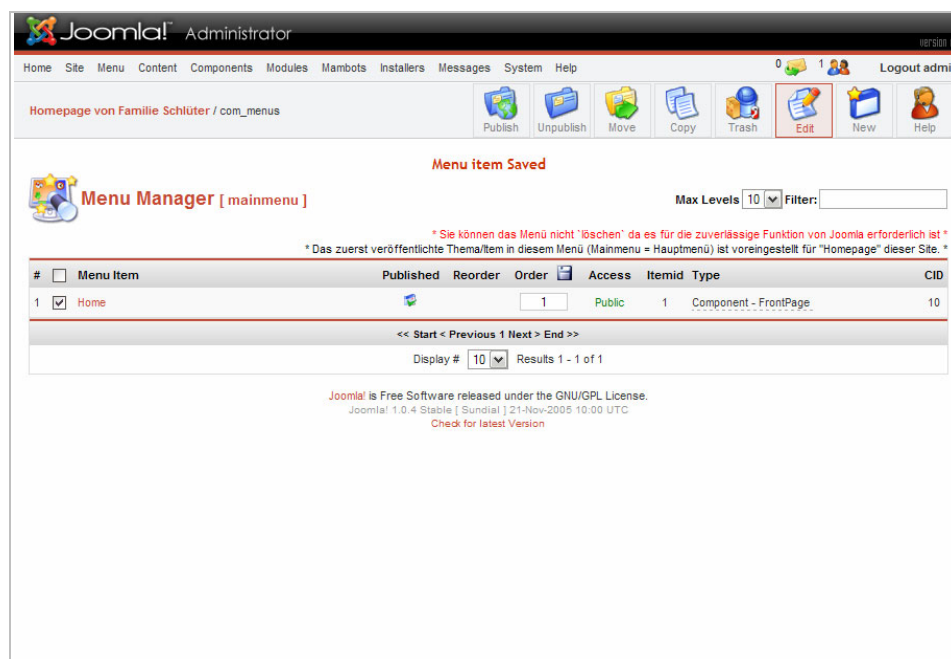 Joomla!™ Administrator
version
Home Site Menu Content Components Modules Mambots Installers Messages System Help 0 1 Logout admi
Homepage von Familie Schlüter / com_menus
Publish Unpublish Move Copy Trash Edit New Help
Menu item Saved
Menu Manager [ mainmenu ] Max Levels 10 Filter:
* Sie können das Menü nicht `löschen` da es für die zuverlässige Funktion von Joomla erforderlich ist *
* Das zuerst veröffentlichte Thema/Item in diesem Menü (Mainmenu = Hauptmenü) ist voreingestellt für "Homepage" dieser Site. *
# Menu Item Published Reorder Order Access Itemid Type CID
1 Home 1 Public 1 Component - FrontPage 10
<< Start < Previous 1 Next > End >>
Display # 10 Results 1 - 1 of 1
Joomla! is Free Software released under the GNU/GPL License.
Joomla! 1.0.4 Stable [ Sundial ] 21-Nov-2005 10:00 UTC
Check for latest Version